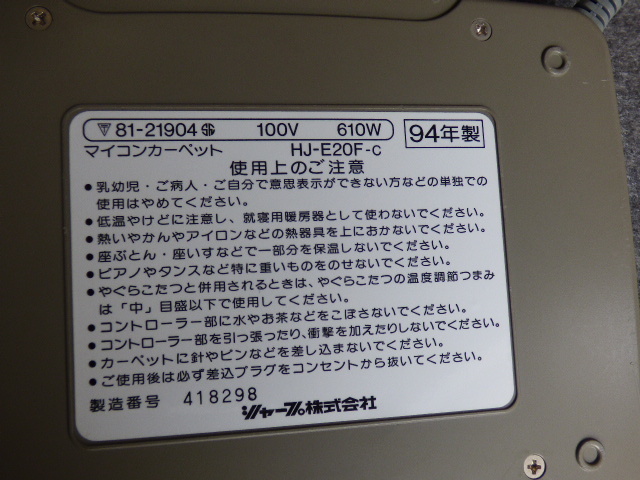 81-21904 100V 610W 94年製
マイコンカーペット HJ-E20F-C
使用上のご注意
●乳幼児・ご病人・ご自分で意思表示ができない方などの単独での
使用はやめてください。
●低温やけどに注意し、就寝用暖房器として使わないでください。
●熱いやかんやアイロンなどの熱器具を上におかないでください。
●座ぶとん・座いすなどで一部分を保温しないでください。
●ピアノやタンスなど特に重いものをのせないでください。
●やぐらこたつと併用されるときは、やぐらこたつの温度調節つまみ
は「中」目盛以下で使用してください。
●コントローラー部に水やお茶などをこぼさないでください。
●コントローラー部を引っ張ったり、衝撃を加えたりしないでください。
●カーペットに針やピンなどを差し込まないでください。
●ご使用後は必ず差込プラグをコンセントから抜いてください。
製造番号 418298
シャープ株式会社